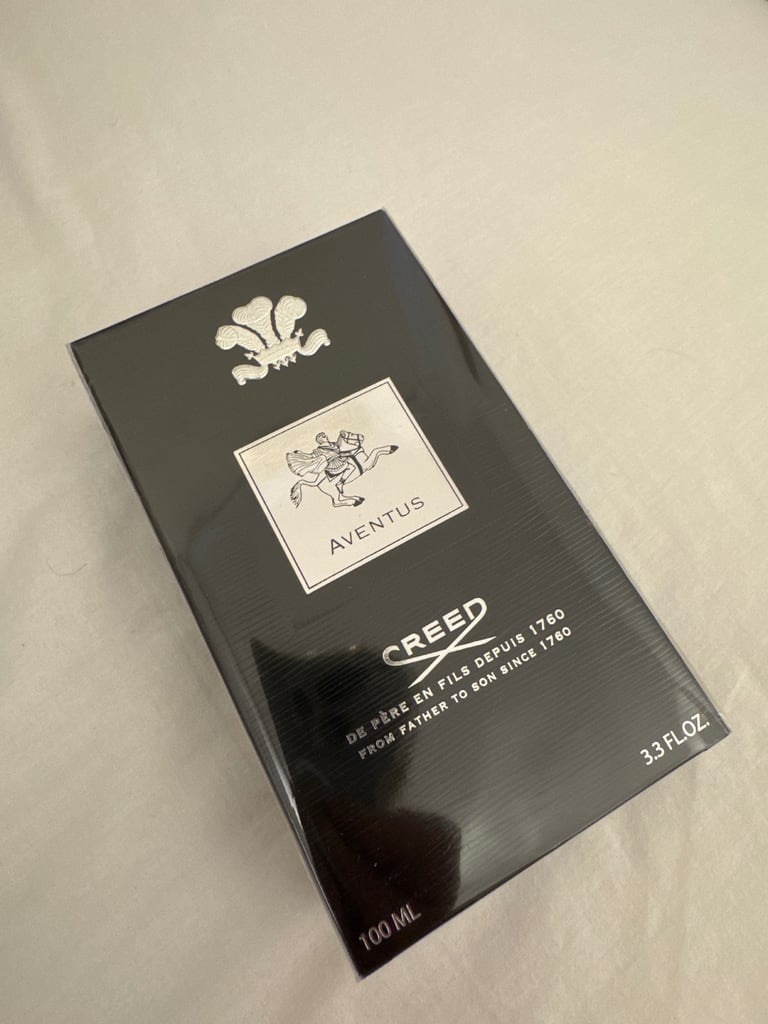 AVENTUS
CREED
DE PÈRE EN FILS DEPUIS 1760
FROM FATHER TO SON SINCE 1760
3.3 FL.OZ.
100 ML